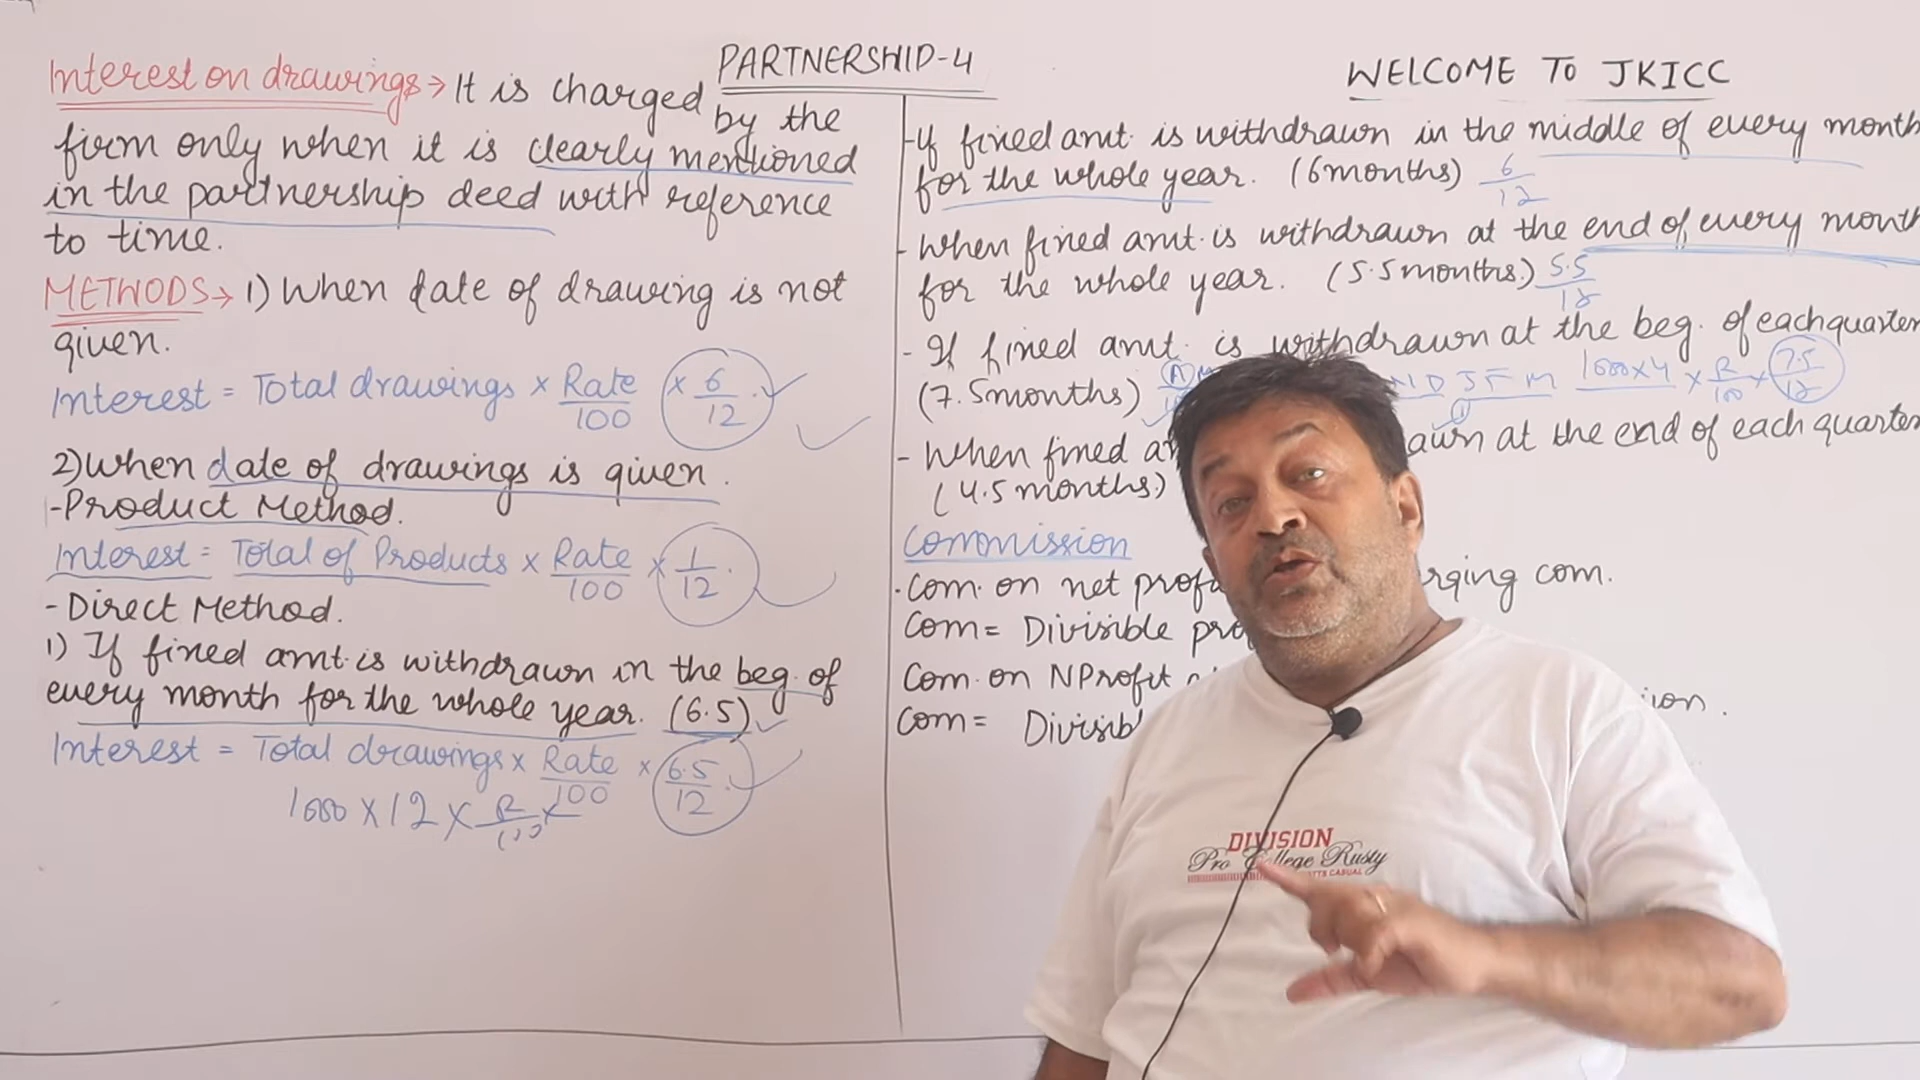 PARTNERSHIP-4
WELCOME TO JKICC
Interest on drawings → It is charged by the
firm only when it is clearly mentioned
in the partnership deed with reference
to time.
METHODS → 1) When date of drawing is not
given.
Interest = Total drawings × Rate/100 × 6/12
2) When date of drawings is given.
- Product Method.
Interest = Total of Products × Rate/100 × 1/12
- Direct Method.
1) If fixed amt. is withdrawn in the beg. of
every month for the whole year. (6.5)
Interest = Total drawings × Rate/100 × 6.5/12
1000 × 12 × R/100 ×
- If fixed amt. is withdrawn in the middle of every month
for the whole year. (6 months) 6/12
- When fixed amt. is withdrawn at the end of every month
for the whole year. (5.5 months.) 5.5/12
- If fixed amt. is withdrawn at the beg. of each quarter
(7.5 months) A N D J F M 1000×4 × R/100 × 7.5/12
- When fixed awn at the end of each quarter
(4.5 months)
Commission
. Com. on net rging com.
Com = Divisible
Com. on NProfit ion.
Com =
DIVISION
Pro College Rusty